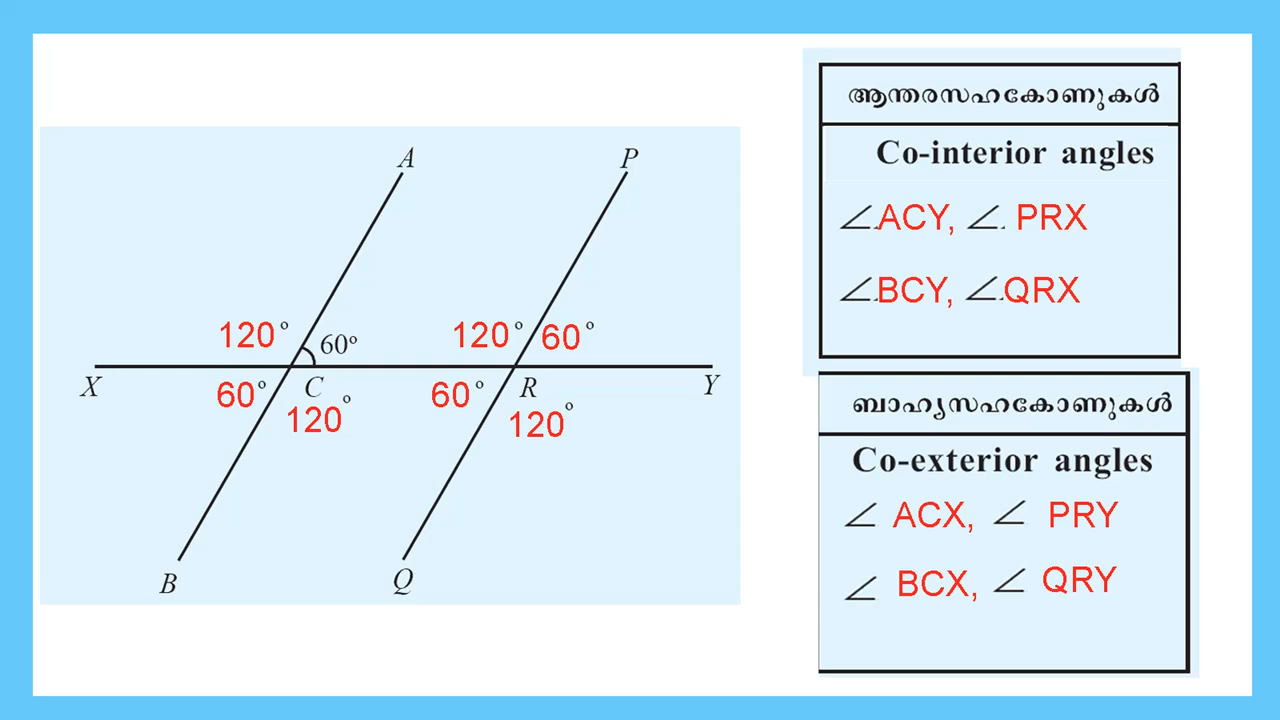 A
P
120° 60°
120° 60°
X
C
R
Y
60° 120°
60° 120°
B
Q
ആന്തരസഹകോണുകൾ
Co-interior angles
∠ACY, ∠PRX
∠BCY, ∠QRX
ബാഹ്യസഹകോണുകൾ
Co-exterior angles
∠ ACX, ∠ PRY
∠ BCX, ∠ QRY